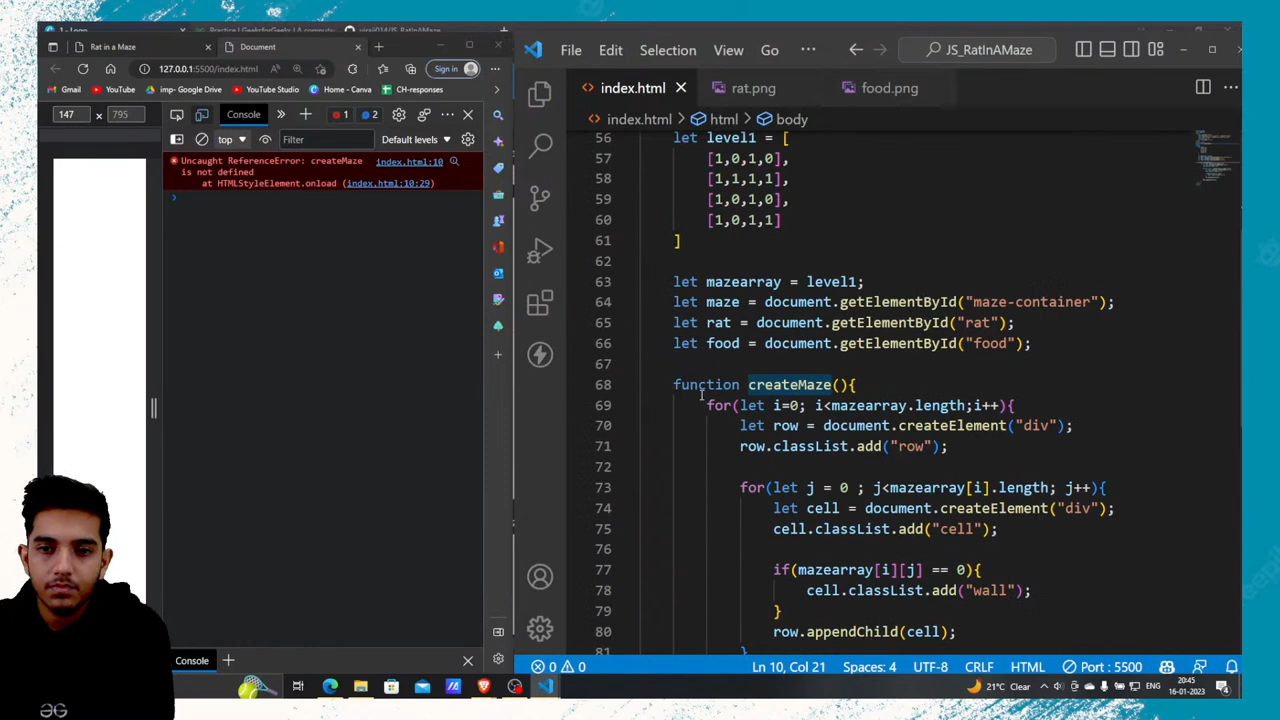 Rat in a Maze
Document
127.0.0.1:5500/index.html
Sign in
Gmail
YouTube
imp- Google Drive
YouTube Studio
Home - Canva
CH-responses
147 × 795
Console
1
2
top
Filter
Default levels
Uncaught ReferenceError: createMaze index.html:10
is not defined
at HTMLStyleElement.onload (index.html:10:29)
Console
File Edit Selection View Go
JS_RatInAMaze
index.html
rat.png
food.png
index.html > html > body
56 let level1 = [
57 [1,0,1,0],
58 [1,1,1,1],
59 [1,0,1,0],
60 [1,0,1,1]
61 ]
62
63 let mazearray = level1;
64 let maze = document.getElementById("maze-container");
65 let rat = document.getElementById("rat");
66 let food = document.getElementById("food");
67
68 function createMaze(){
69 for(let i=0; i<mazearray.length;i++){
70 let row = document.createElement("div");
71 row.classList.add("row");
72
73 for(let j = 0 ; j<mazearray[i].length; j++){
74 let cell = document.createElement("div");
75 cell.classList.add("cell");
76
77 if(mazearray[i][j] == 0){
78 cell.classList.add("wall");
79 }
80 row.appendChild(cell);
81 }
0 0
Ln 10, Col 21 Spaces: 4 UTF-8 CRLF HTML Port : 5500
21°C Clear
ENG
20:45
16-01-2023
4